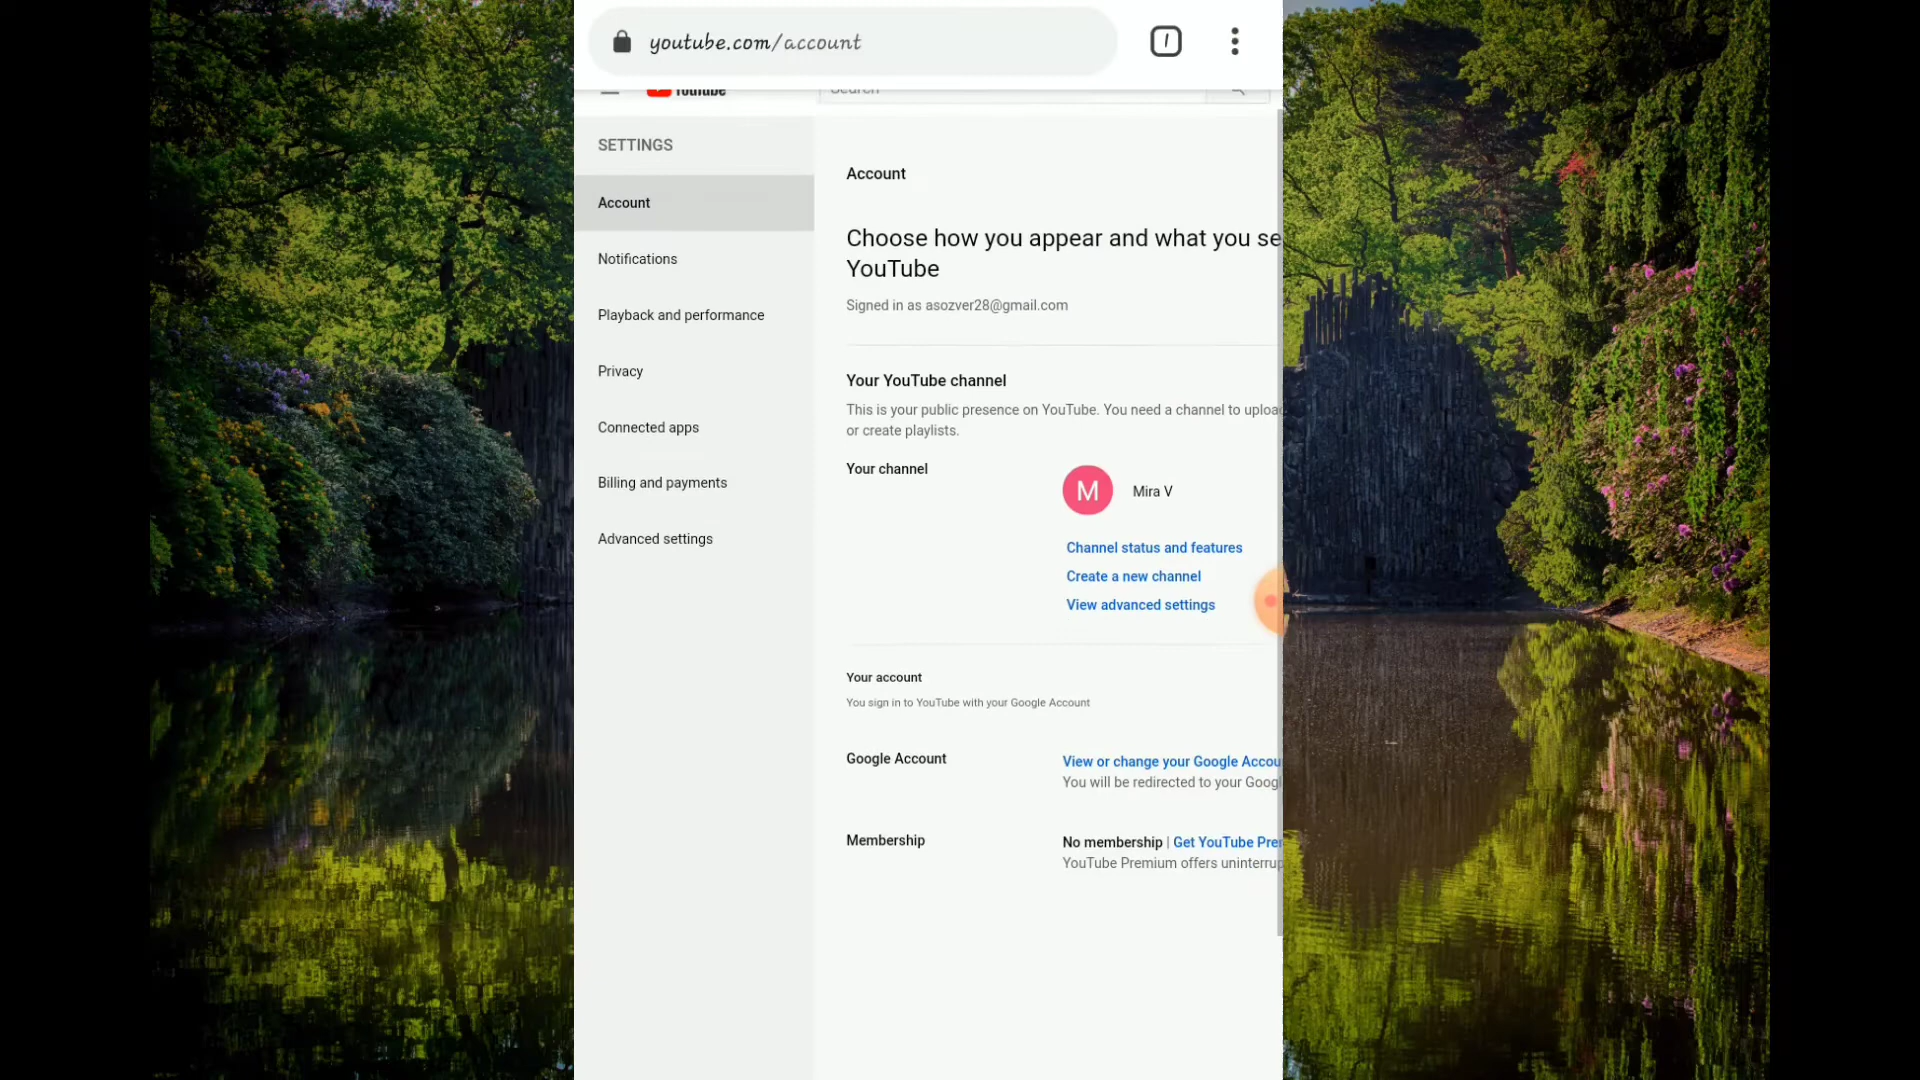 youtube.com/account
YouTube
Search
SETTINGS
Account
Notifications
Playback and performance
Privacy
Connected apps
Billing and payments
Advanced settings
Account
Choose how you appear and what you se
YouTube
Signed in as asozver28@gmail.com
Your YouTube channel
This is your public presence on YouTube. You need a channel to uploa
or create playlists.
Your channel
M
Mira V
Channel status and features
Create a new channel
View advanced settings
Your account
You sign in to YouTube with your Google Account
Google Account
View or change your Google Accou
You will be redirected to your Googl
Membership
No membership | Get YouTube Pre
YouTube Premium offers uninterrup